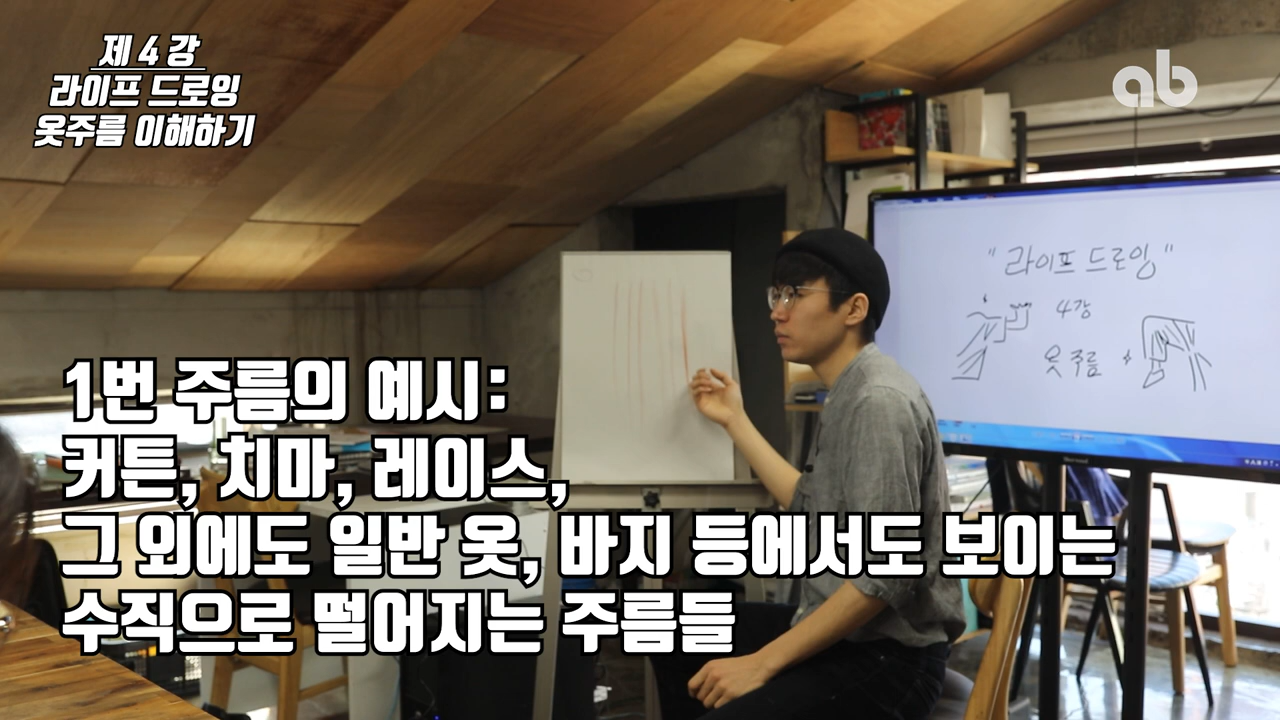 제 4 강
라이프 드로잉
옷주름 이해하기
ab
"라이프 드로잉"
4강
옷 주름
1번 주름의 예시:
커튼, 치마, 레이스,
그 외에도 일반 옷, 바지 등에서도 보이는
수직으로 떨어지는 주름들